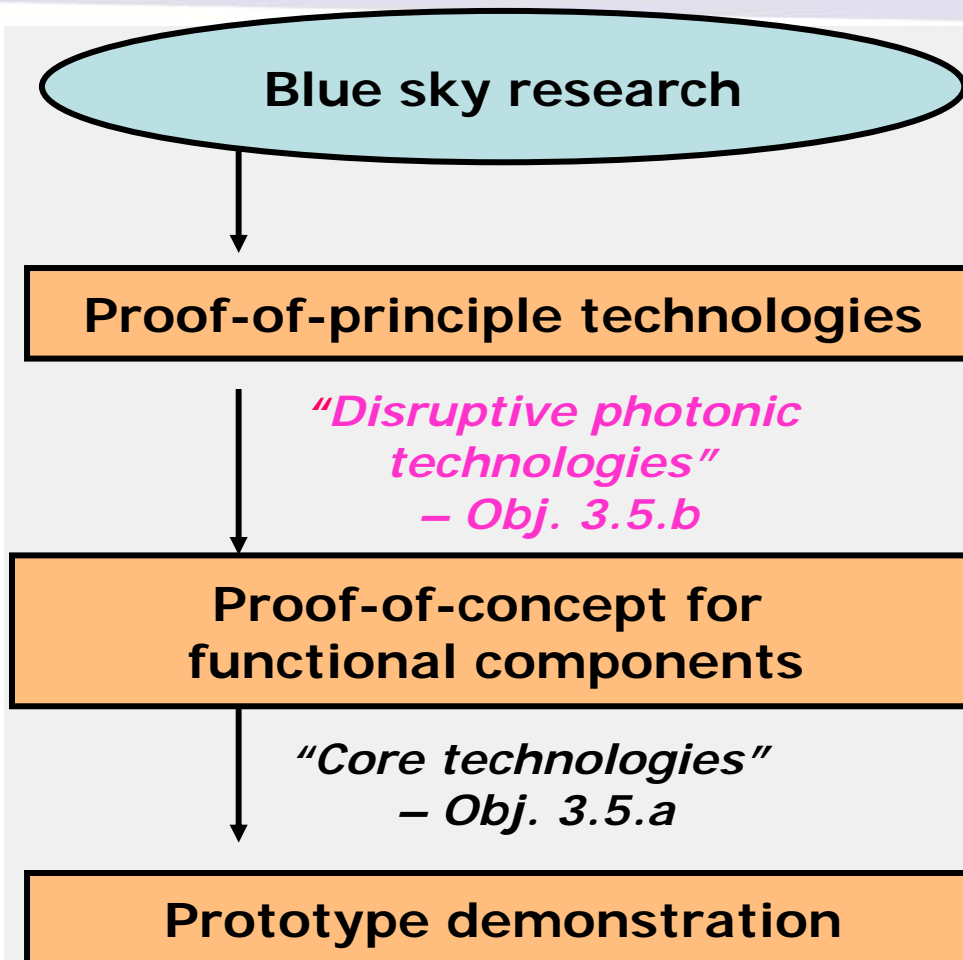 Blue sky research
Proof-of-principle technologies
“Disruptive photonic
technologies”
– Obj. 3.5.b
Proof-of-concept for
functional components
“Core technologies”
– Obj. 3.5.a
Prototype demonstration